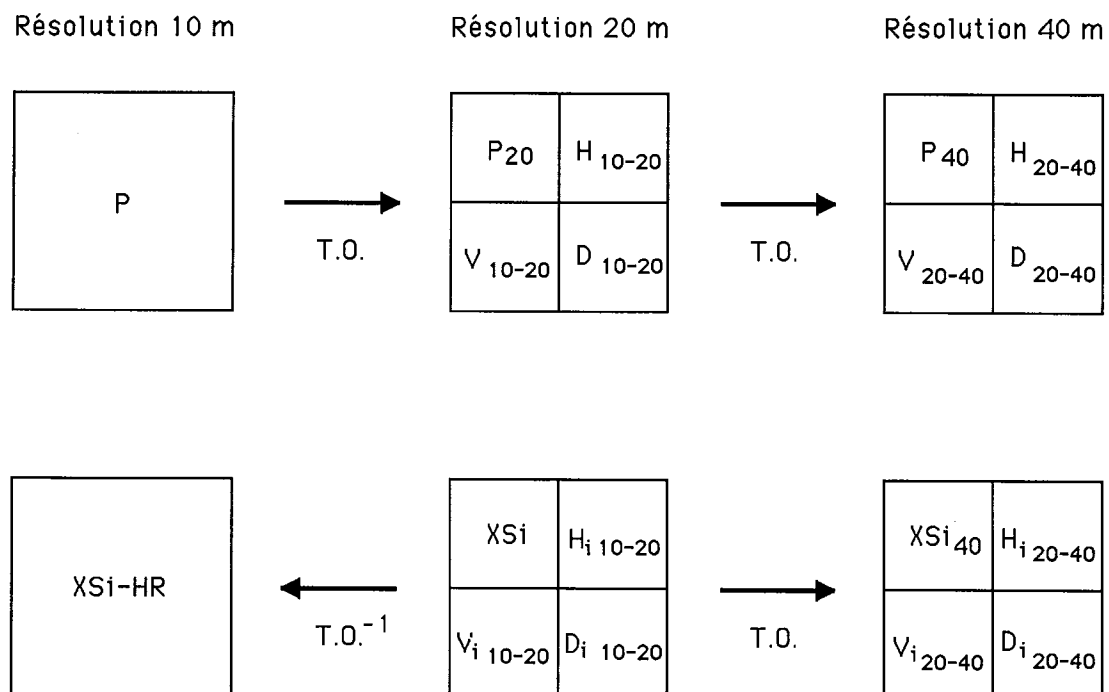 Résolution 10 m Résolution 20 m Résolution 40 m
P20 H 10-20 P 40 H 20-40
P
T.O. T.O.
V 10-20 D 10-20 V 20-40 D 20-40
XSi Hi 10-20 XSi40 Hi 20-40
XSi-HR
T.O.-1 T.O.
Vi 10-20 Di 10-20 Vi 20-40 Di 20-40